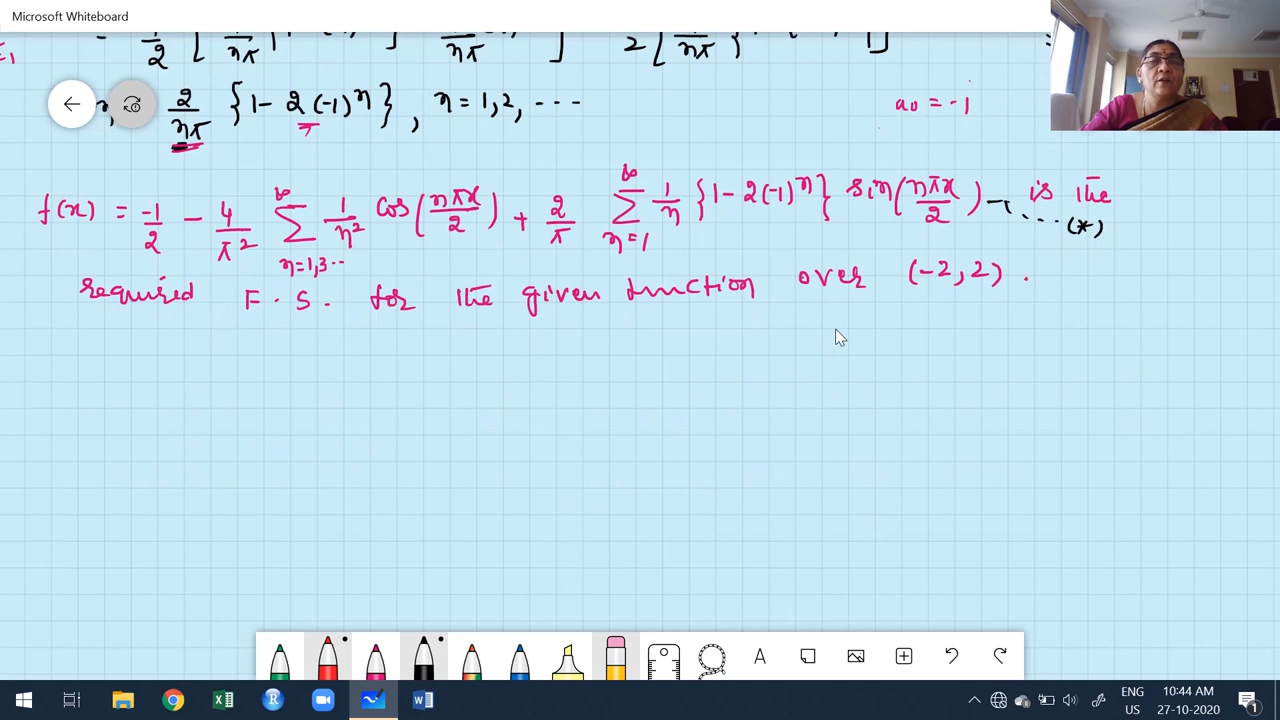 Microsoft Whiteboard
2/nπ {1 - 2(-1)^n}, n = 1, 2, ---
a₀ = -1
f(x) = -1/2 - 4/π² ∑_{n=1,3··}^{∞} 1/n² cos(nπx/2) + 2/π ∑_{n=1}^{∞} 1/n {1 - 2(-1)^n} sin(nπx/2) is the
....(*)
required F.S. for the given function over (-2, 2).
A
ENG
10:44 AM
US
27-10-2020
1